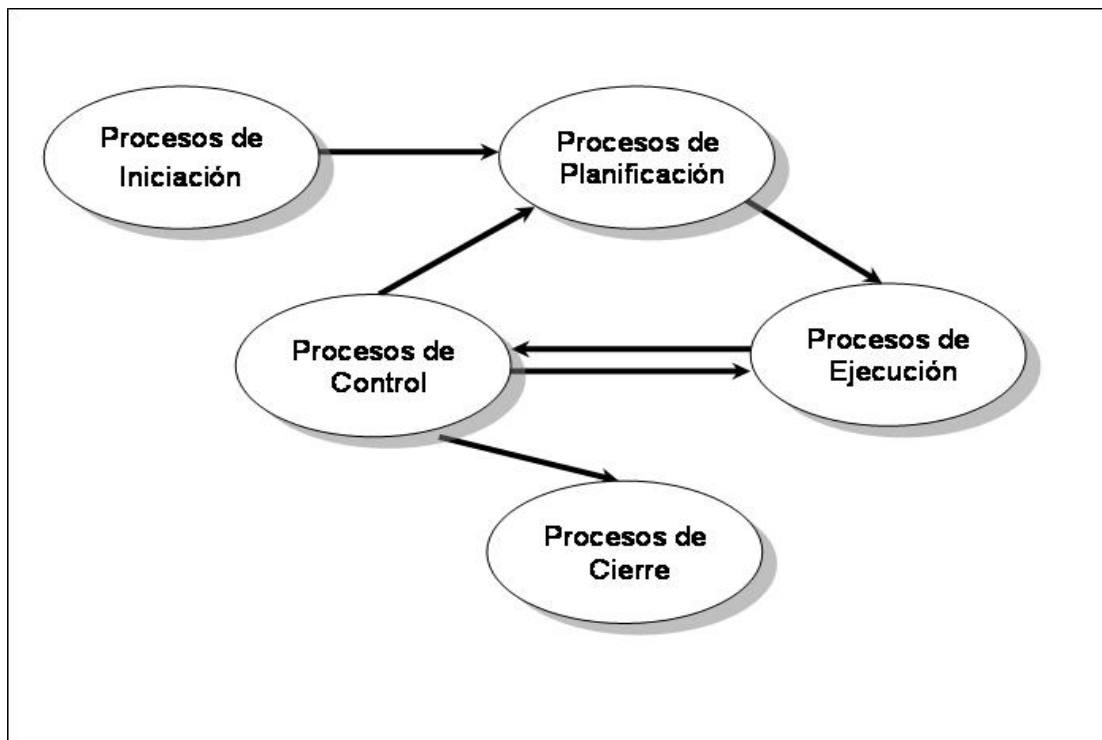 Procesos de
Iniciación
Procesos de
Planificación
Procesos de
Control
Procesos de
Ejecución
Procesos de
Cierre